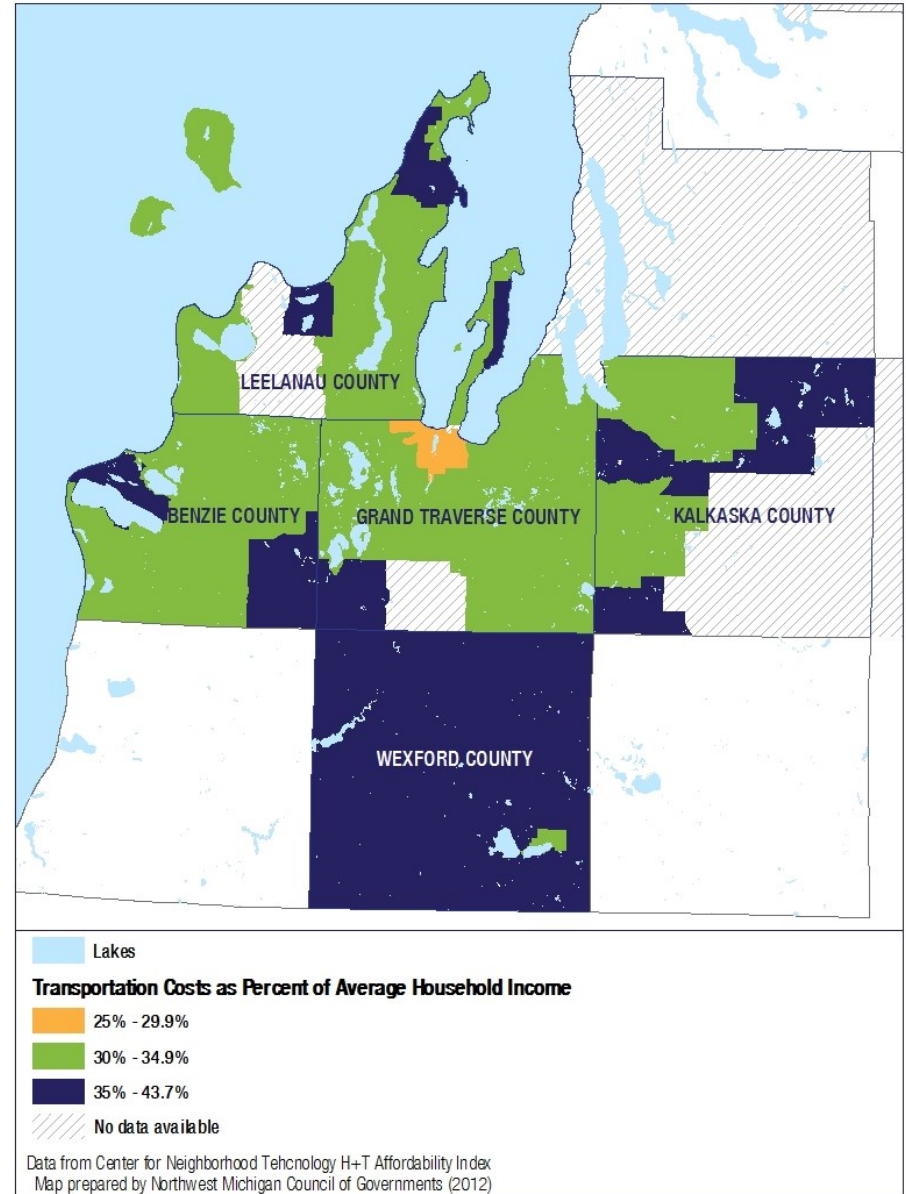 LEELANAU COUNTY
BENZIE COUNTY
GRAND TRAVERSE COUNTY
KALKASKA COUNTY
WEXFORD COUNTY
Lakes
Transportation Costs as Percent of Average Household Income
25% - 29.9%
30% - 34.9%
35% - 43.7%
No data available
Data from Center for Neighborhood Tehcnology H+T Affordability Index
Map prepared by Northwest Michigan Council of Governments (2012)